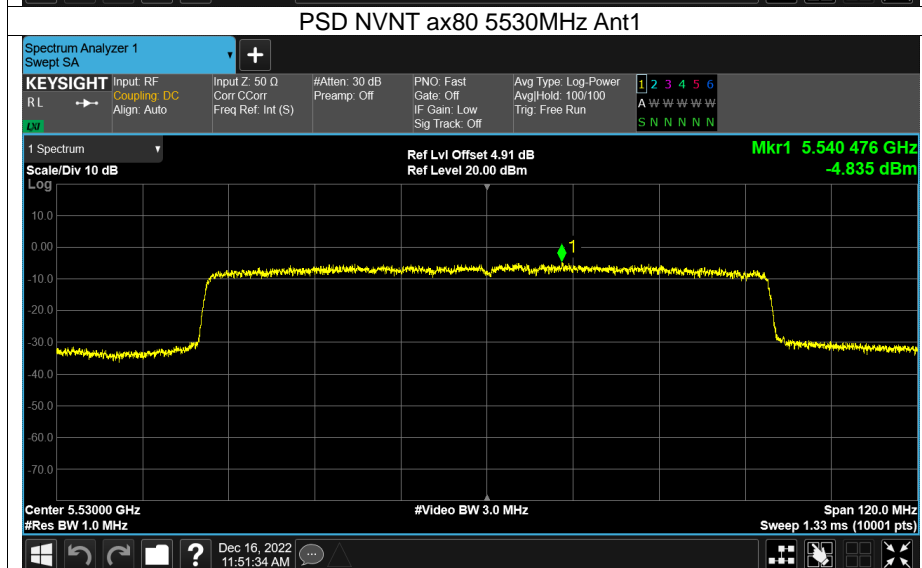 PSD NVNT ax80 5530MHz Ant1
Spectrum Analyzer 1
Swept SA
+
KEYSIGHT Input: RF Input Z: 50 Ω #Atten: 30 dB PNO: Fast Avg Type: Log-Power 1 2 3 4 5 6
RL Coupling: DC Corr CCorr Preamp: Off Gate: Off Avg|Hold: 100/100 A W W W W W
Align: Auto Freq Ref: Int (S) IF Gain: Low Trig: Free Run
LXI Sig Track: Off S N N N N N
1 Spectrum Ref Lvl Offset 4.91 dB Mkr1 5.540 476 GHz
Scale/Div 10 dB Ref Level 20.00 dBm -4.835 dBm
Log
10.0
0.00
1
-10.0
-20.0
-30.0
-40.0
-50.0
-60.0
-70.0
Center 5.53000 GHz #Video BW 3.0 MHz Span 120.0 MHz
#Res BW 1.0 MHz Sweep 1.33 ms (10001 pts)
? Dec 16, 2022
11:51:34 AM